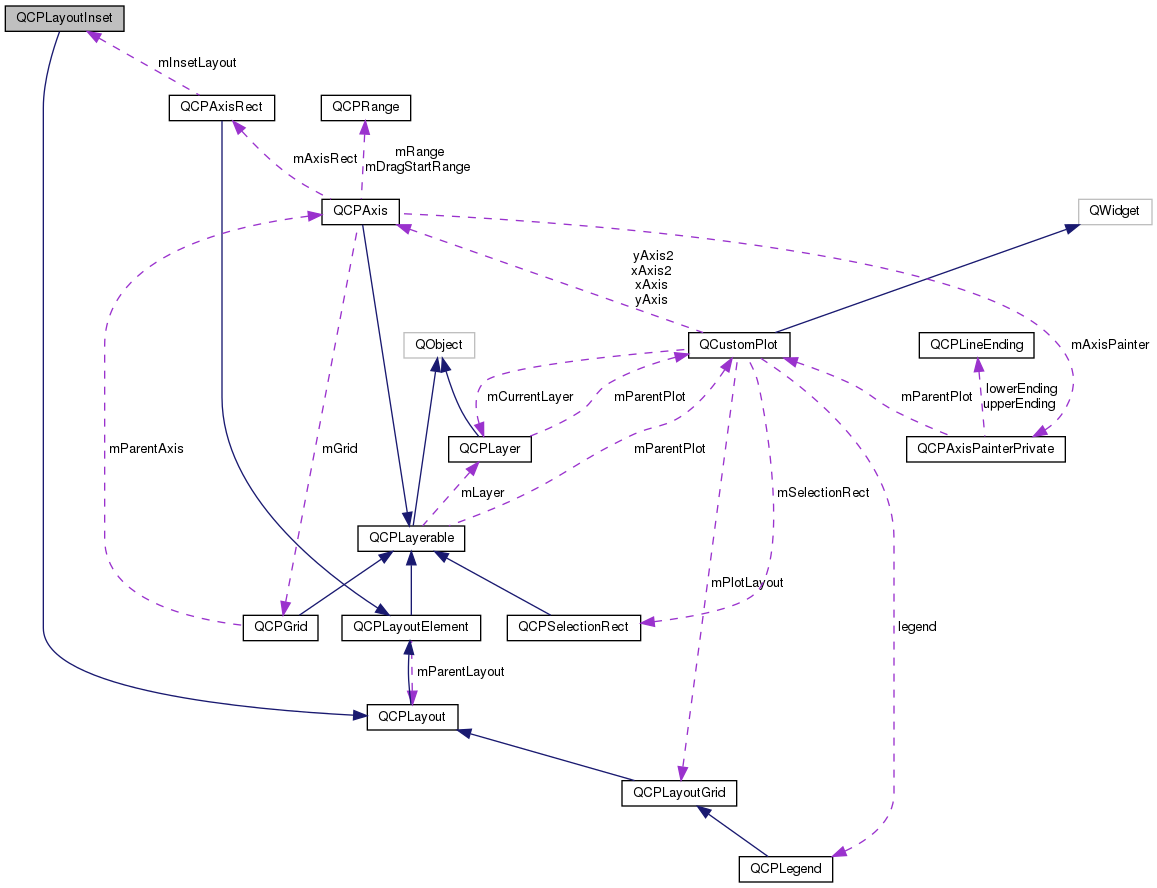 QCPLayoutInset
mInsetLayout
QCPAxisRect
QCPRange
mAxisRect
mRange
mDragStartRange
QCPAxis
QWidget
yAxis2
xAxis2
xAxis
yAxis
QObject
QCustomPlot
QCPLineEnding
mAxisPainter
mCurrentLayer
mParentPlot
mParentPlot
lowerEnding
upperEnding
mParentAxis
mGrid
QCPLayer
mParentPlot
QCPAxisPainterPrivate
mLayer
mSelectionRect
QCPLayerable
mPlotLayout
QCPGrid
QCPLayoutElement
QCPSelectionRect
legend
mParentLayout
QCPLayout
QCPLayoutGrid
QCPLegend